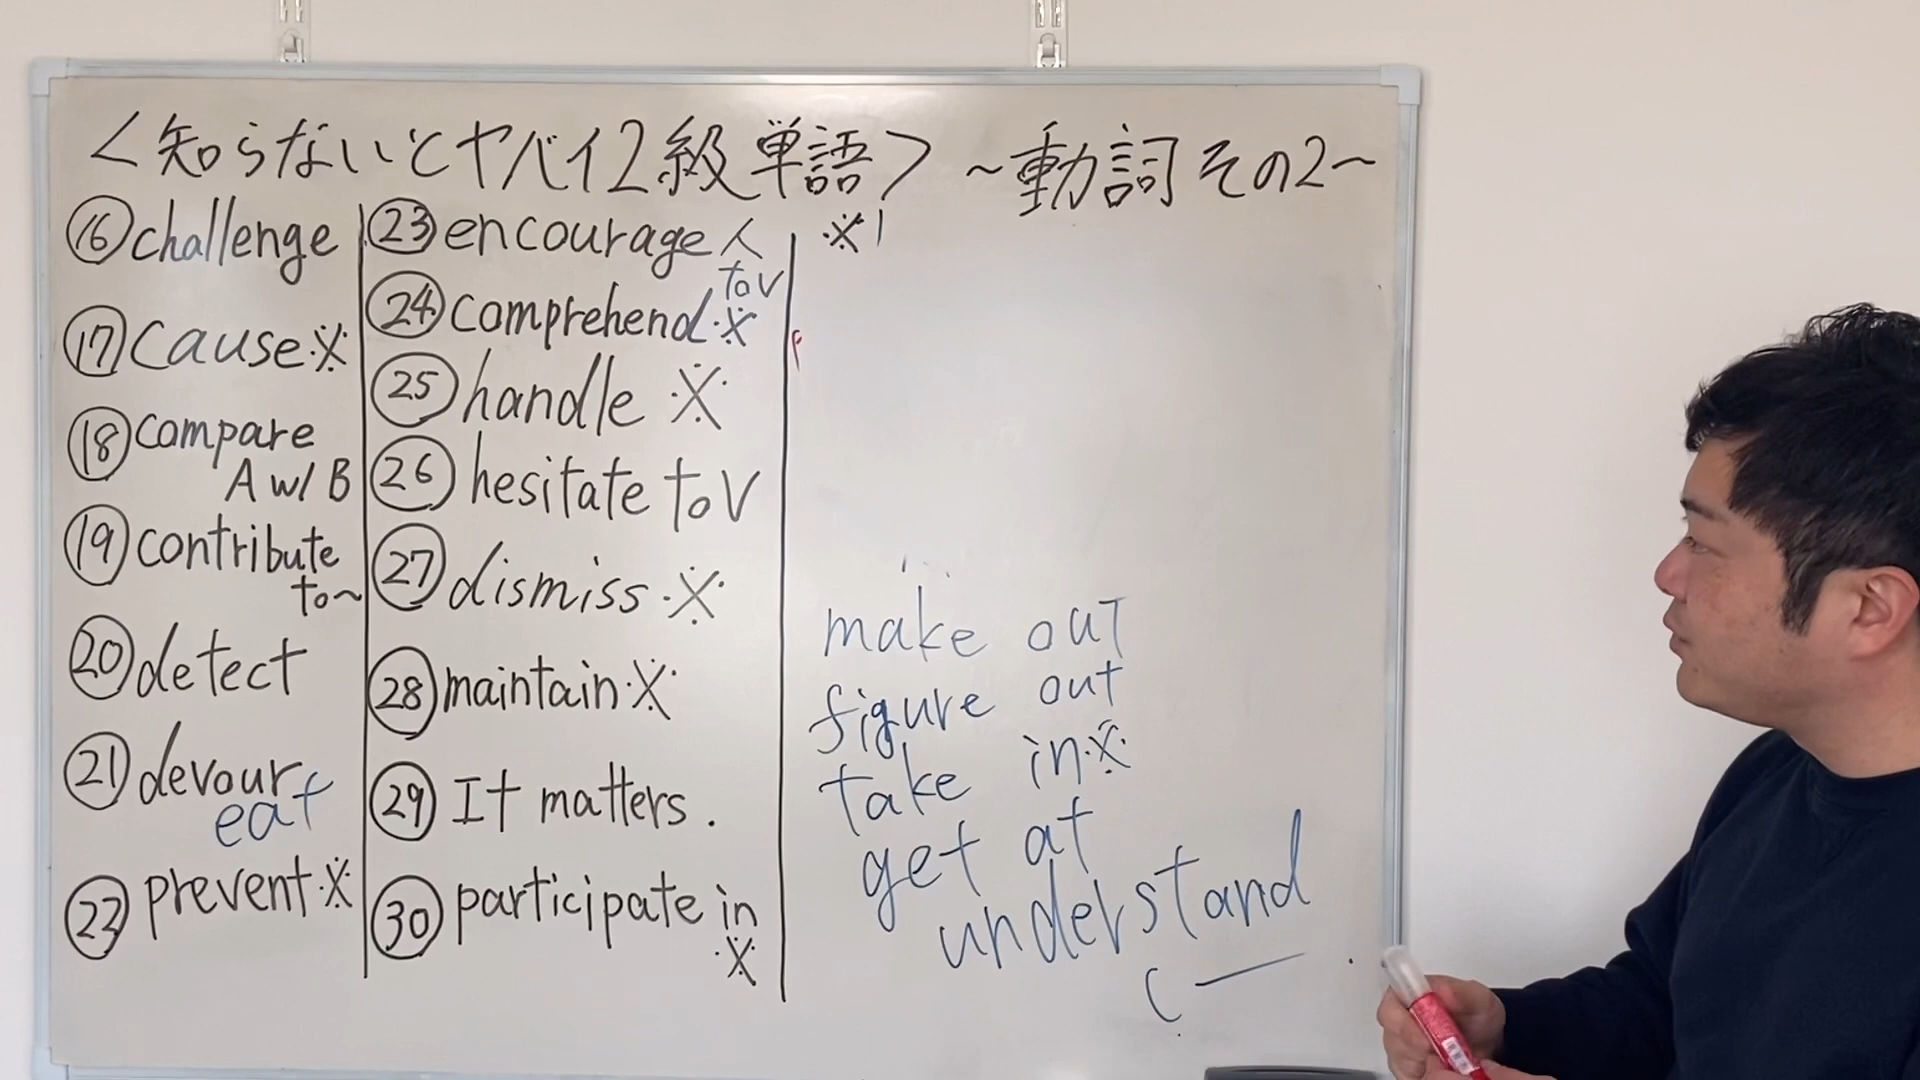 ＜知らないとヤバイ2級単語＞ ～動詞 その2～
⑯challenge
⑰cause※
⑱compare
A w/ B
⑲contribute
to～
⑳detect
㉑devour
eat
㉒prevent※
㉓encourage 人
to V
㉔comprehend※
㉕handle ※
㉖hesitate to V
㉗dismiss※
㉘maintain※
㉙It matters.
㉚participate in
※
※1
make out
figure out
take in※
get at
understand